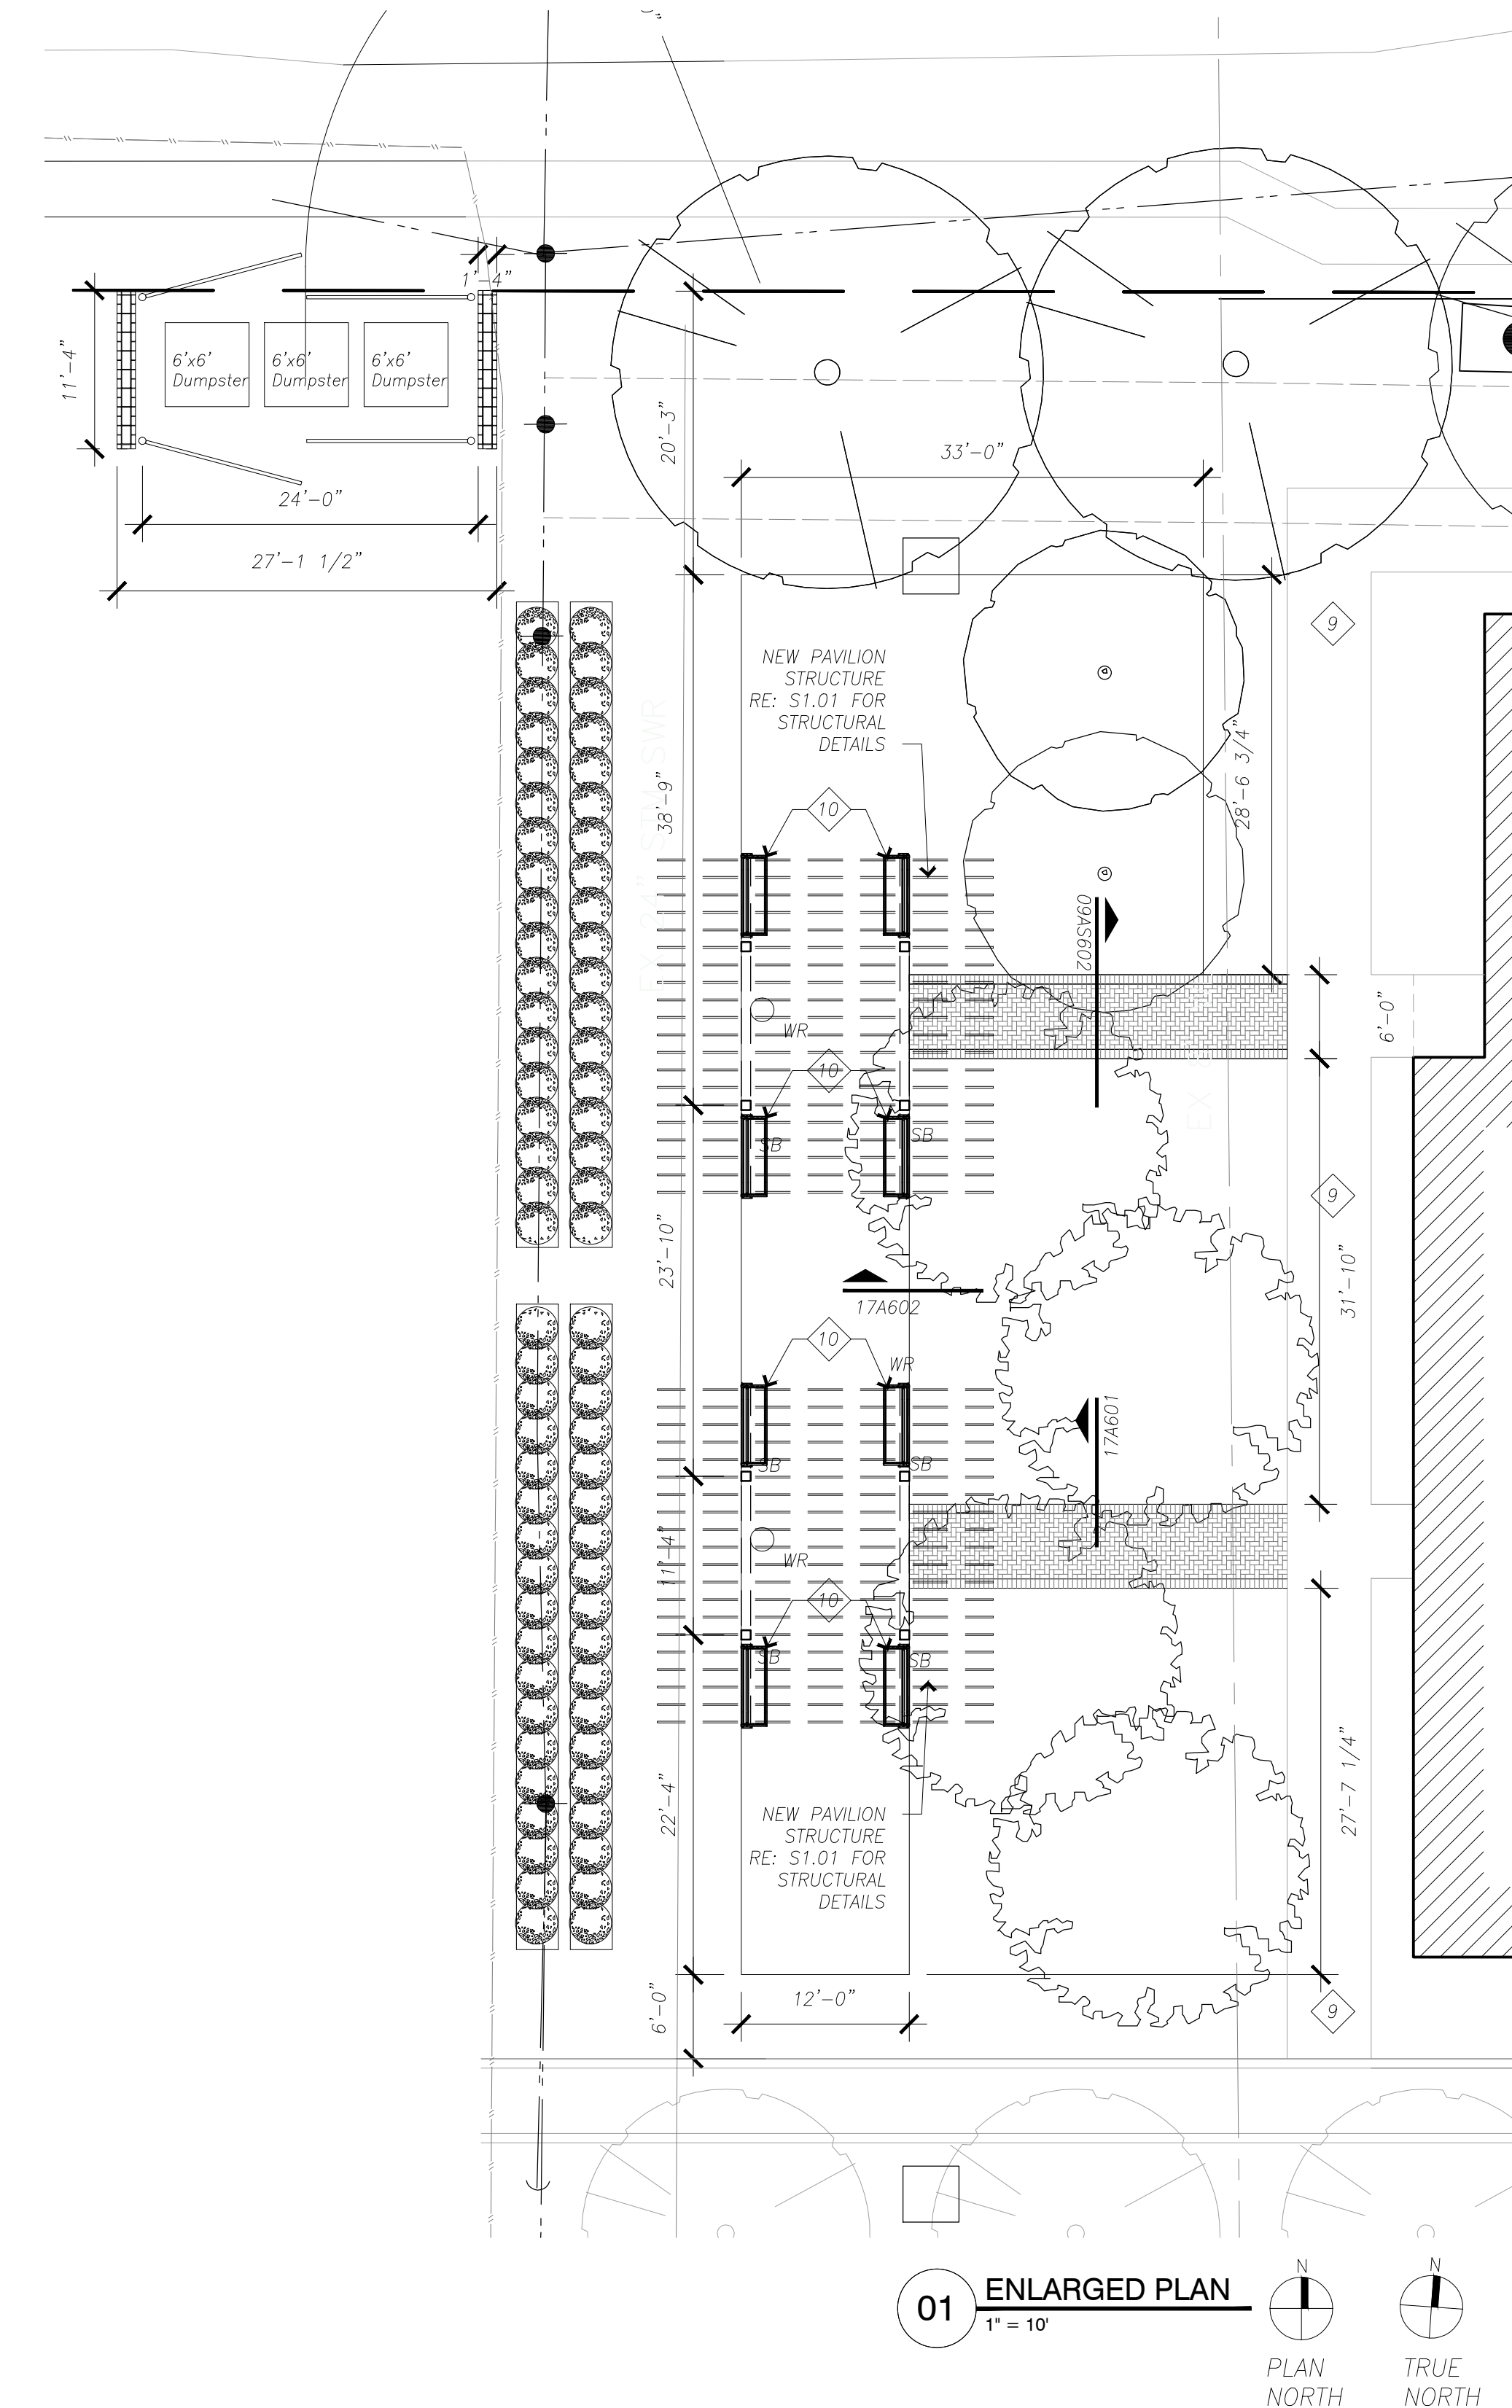 1'-4"
11'-4"
6'x6'
Dumpster
6'x6'
Dumpster
6'x6'
Dumpster
20'-3"
33'-0"
24'-0"
27'-1 1/2"
9
NEW PAVILION
STRUCTURE
RE: S1.01 FOR
STRUCTURAL
DETAILS
EX 24" STM SWR
38'-9"
28'-6 3/4"
10
09AS602
6'-0"
WR
10
SB
SB
9
23'-10"
31'-10"
17A602
10
WR
17A601
SB
SB
11'-4"
WR
10
SB
SB
22'-4"
27'-7 1/4"
NEW PAVILION
STRUCTURE
RE: S1.01 FOR
STRUCTURAL
DETAILS
6'-0"
12'-0"
9
01
ENLARGED PLAN
1" = 10'
N
N
PLAN
NORTH
TRUE
NORTH